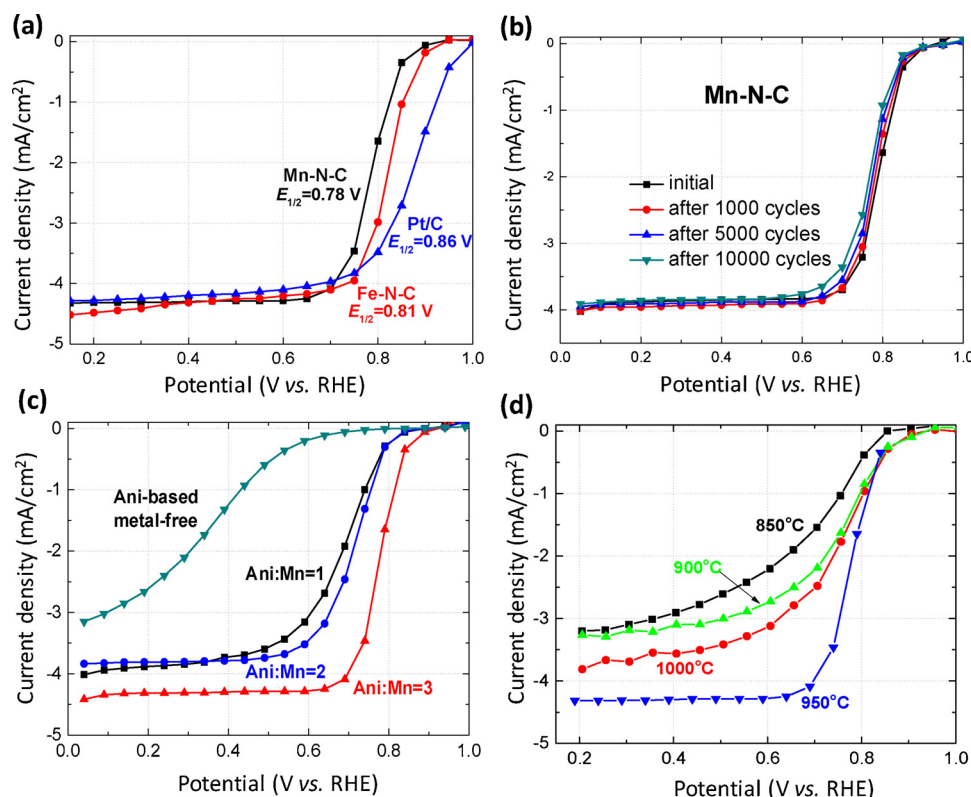 (a)
0
-1
-2
-3
-4
-5
Current density (mA/cm²)
Mn-N-C
E1/2=0.78 V
Pt/C
E1/2=0.86 V
Fe-N-C
E1/2=0.81 V
0.2 0.4 0.6 0.8 1.0
Potential (V vs. RHE)
(b)
0
-1
-2
-3
-4
Current density (mA/cm²)
Mn-N-C
initial
after 1000 cycles
after 5000 cycles
after 10000 cycles
0.0 0.2 0.4 0.6 0.8 1.0
Potential (V vs. RHE)
(c)
0
-1
-2
-3
-4
-5
Current density (mA/cm²)
Ani-based
metal-free
Ani:Mn=1
Ani:Mn=2
Ani:Mn=3
0.0 0.2 0.4 0.6 0.8 1.0
Potential (V vs. RHE)
(d)
0
-1
-2
-3
-4
-5
Current density (mA/cm²)
850°C
900°C
1000°C
950°C
0.2 0.4 0.6 0.8 1.0
Potential (V vs. RHE)